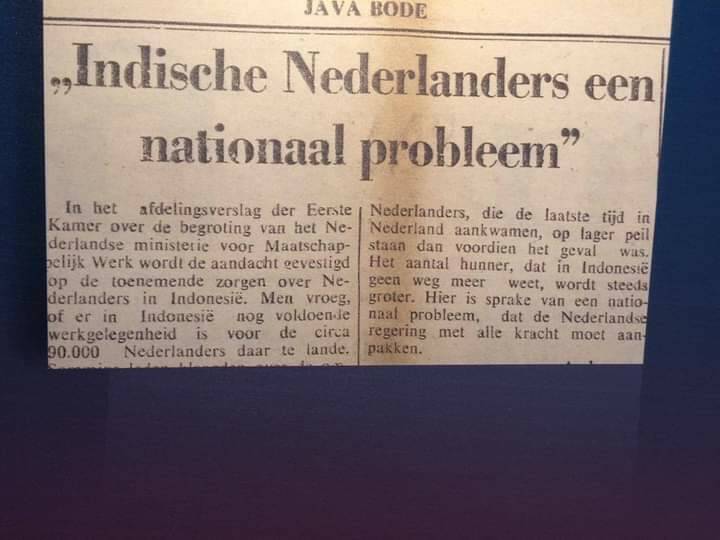 JAVA BODE
„Indische Nederlanders een
nationaal probleem”
In het afdelingsverslag der Eerste
Kamer over de begroting van het Ne-
derlandse ministerie voor Maatschap-
pelijk Werk wordt de aandacht gevestigd
op de toenemende zorgen over Ne-
derlanders in Indonesië. Men vroeg,
of er in Indonesië nog voldoende
werkgelegenheid is voor de circa
90.000 Nederlanders daar te lande.
Nederlanders, die de laatste tijd in
Nederland aankwamen, op lager peil
staan dan voordien het geval was.
Het aantal hunner, dat in Indonesië
geen weg meer weet, wordt steeds
groter. Hier is sprake van een natio-
naal probleem, dat de Nederlandse
regering met alle kracht moet aan-
pakken.